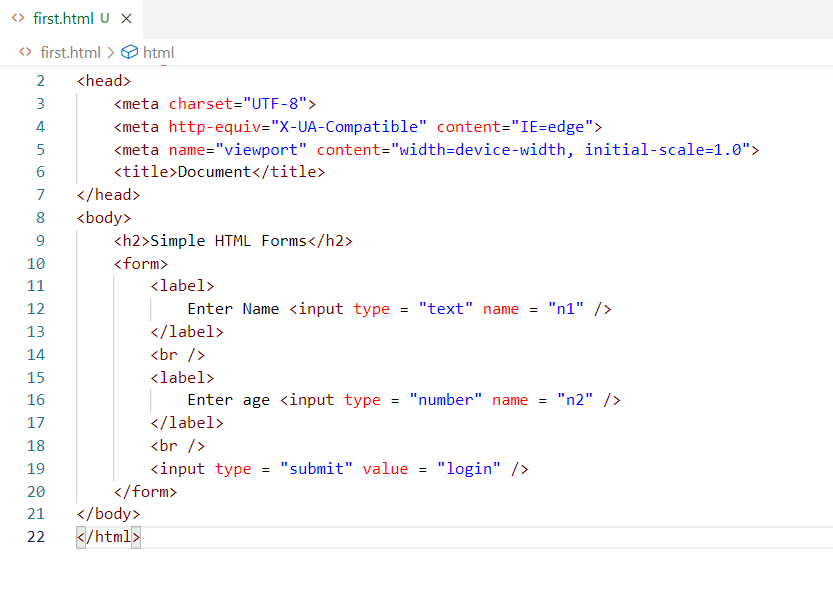 first.html U
first.html > html
2 <head>
3     <meta charset="UTF-8">
4     <meta http-equiv="X-UA-Compatible" content="IE=edge">
5     <meta name="viewport" content="width=device-width, initial-scale=1.0">
6     <title>Document</title>
7 </head>
8 <body>
9     <h2>Simple HTML Forms</h2>
10     <form>
11         <label>
12             Enter Name <input type = "text" name = "n1" />
13         </label>
14         <br />
15         <label>
16             Enter age <input type = "number" name = "n2" />
17         </label>
18         <br />
19         <input type = "submit" value = "login" />
20     </form>
21 </body>
22 </html>